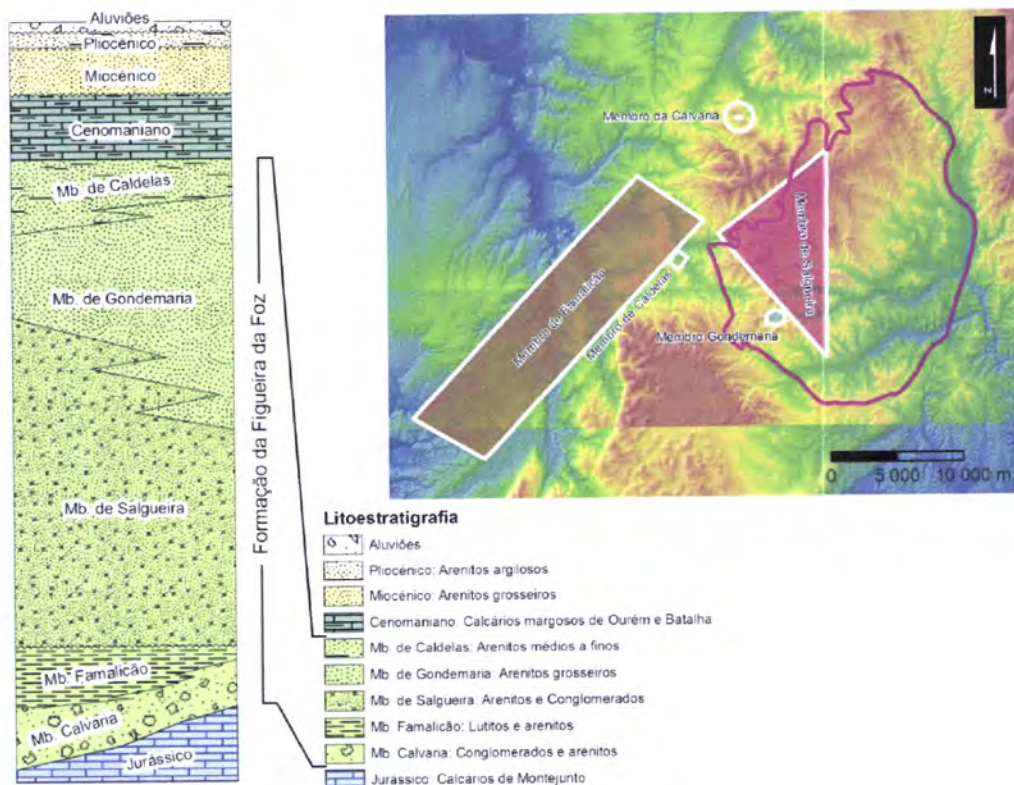 Aluviões
Pliocénico
Miocénico
Cenomaniano
Mb. de Caldelas
Mb. de Gondemaria
Mb. de Salgueira
Mb. Famalicão
Mb. Calvaria
Jurássico
Formação da Figueira da Foz
Membro da Calvaria
Membro de Famalicão
Membro de Caldelas
Membro de Salgueira
Membro Gondemaria
z
0 5 000 10 000 m
Litoestratigrafia
Aluviões
Pliocénico: Arenitos argilosos
Miocénico: Arenitos grosseiros
Cenomaniano: Calcários margosos de Ourém e Batalha
Mb. de Caldelas: Arenitos médios a finos
Mb. de Gondemaria: Arenitos grosseiros
Mb. de Salgueira: Arenitos e Conglomerados
Mb. Famalicão: Lutitos e arenitos
Mb. Calvaria: Conglomerados e arenitos
Jurássico: Calcários de Montejunto